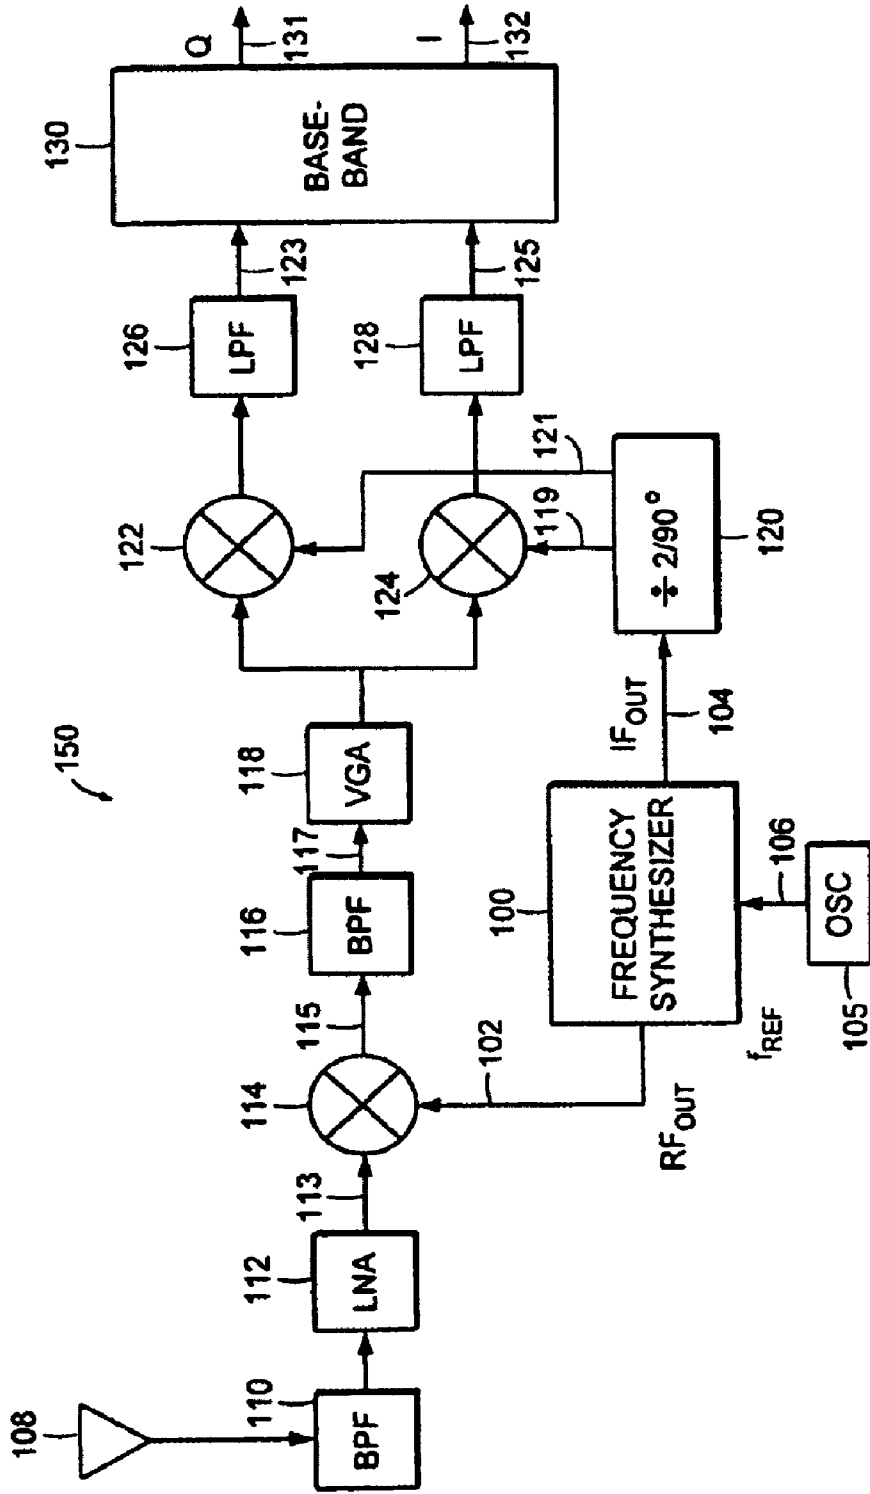 150
108
110
BPF
112
LNA
113
114
115
116
BPF
117
118
VGA
122
124
126
LPF
128
LPF
123
125
130
BASE-
BAND
Q
131
I
132
102
RF_OUT
100
FREQUENCY
SYNTHESIZER
f_REF
106
OSC
105
IF_OUT
104
÷ 2/90°
120
119
121